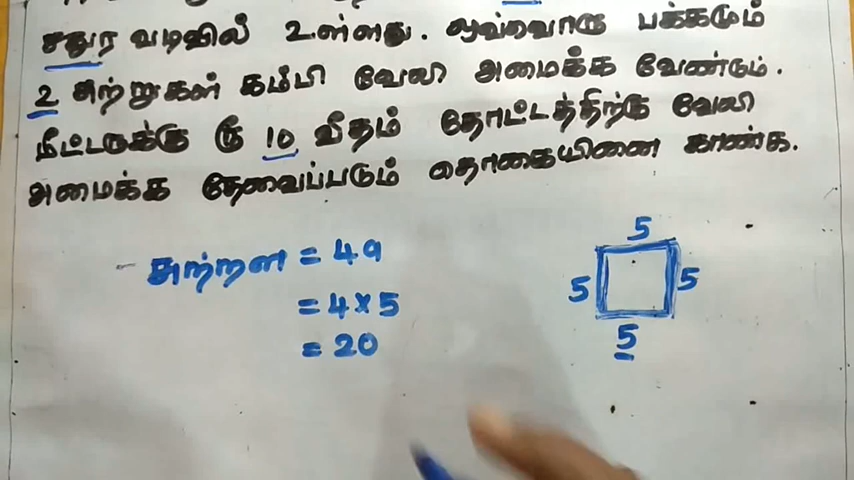 சதுர வடிவில் உள்ளது. ஒவ்வொரு பக்கமும்
2 சுற்றுகள் கம்பி வேலி அமைக்க வேண்டும்.
மீட்டருக்கு ரூ 10 வீதம் தோட்டத்திற்கு வேலி
அமைக்க தேவைப்படும் தொகையினை காண்க.
சுற்றளவு = 4a
= 4×5
= 20
5
5
5
5